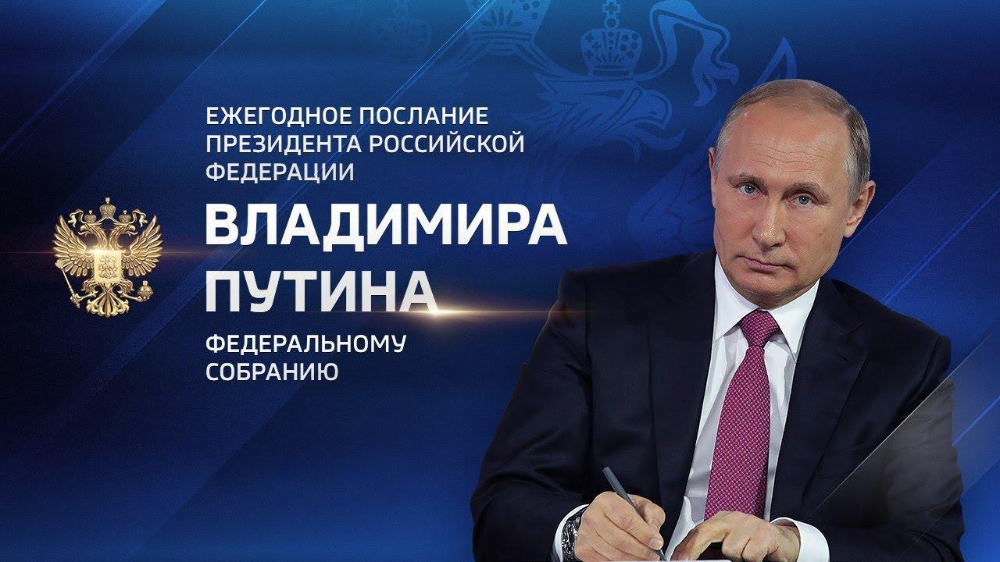 ЕЖЕГОДНОЕ ПОСЛАНИЕ
ПРЕЗИДЕНТА РОССИЙСКОЙ
ФЕДЕРАЦИИ
ВЛАДИМИРА
ПУТИНА
ФЕДЕРАЛЬНОМУ
СОБРАНИЮ